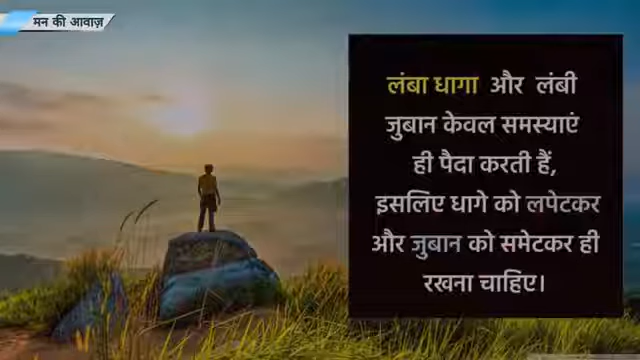 मन की आवाज़
लंबा धागा और लंबी
जुबान केवल समस्याएं
ही पैदा करती हैं,
इसलिए धागे को लपेटकर
और जुबान को समेटकर ही
रखना चाहिए।